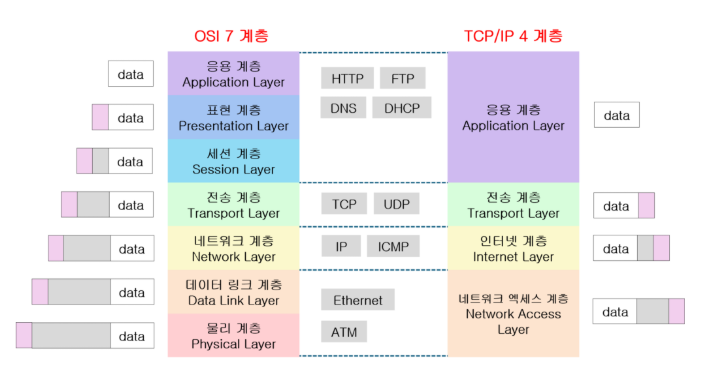 OSI 7 계층
TCP/IP 4 계층
data
응용 계층
Application Layer
HTTP
FTP
data
표현 계층
Presentation Layer
DNS
DHCP
응용 계층
Application Layer
data
data
세션 계층
Session Layer
data
전송 계층
Transport Layer
TCP
UDP
전송 계층
Transport Layer
data
data
네트워크 계층
Network Layer
IP
ICMP
인터넷 계층
Internet Layer
data
data
데이터 링크 계층
Data Link Layer
Ethernet
네트워크 엑세스 계층
Network Access
Layer
data
data
물리 계층
Physical Layer
ATM